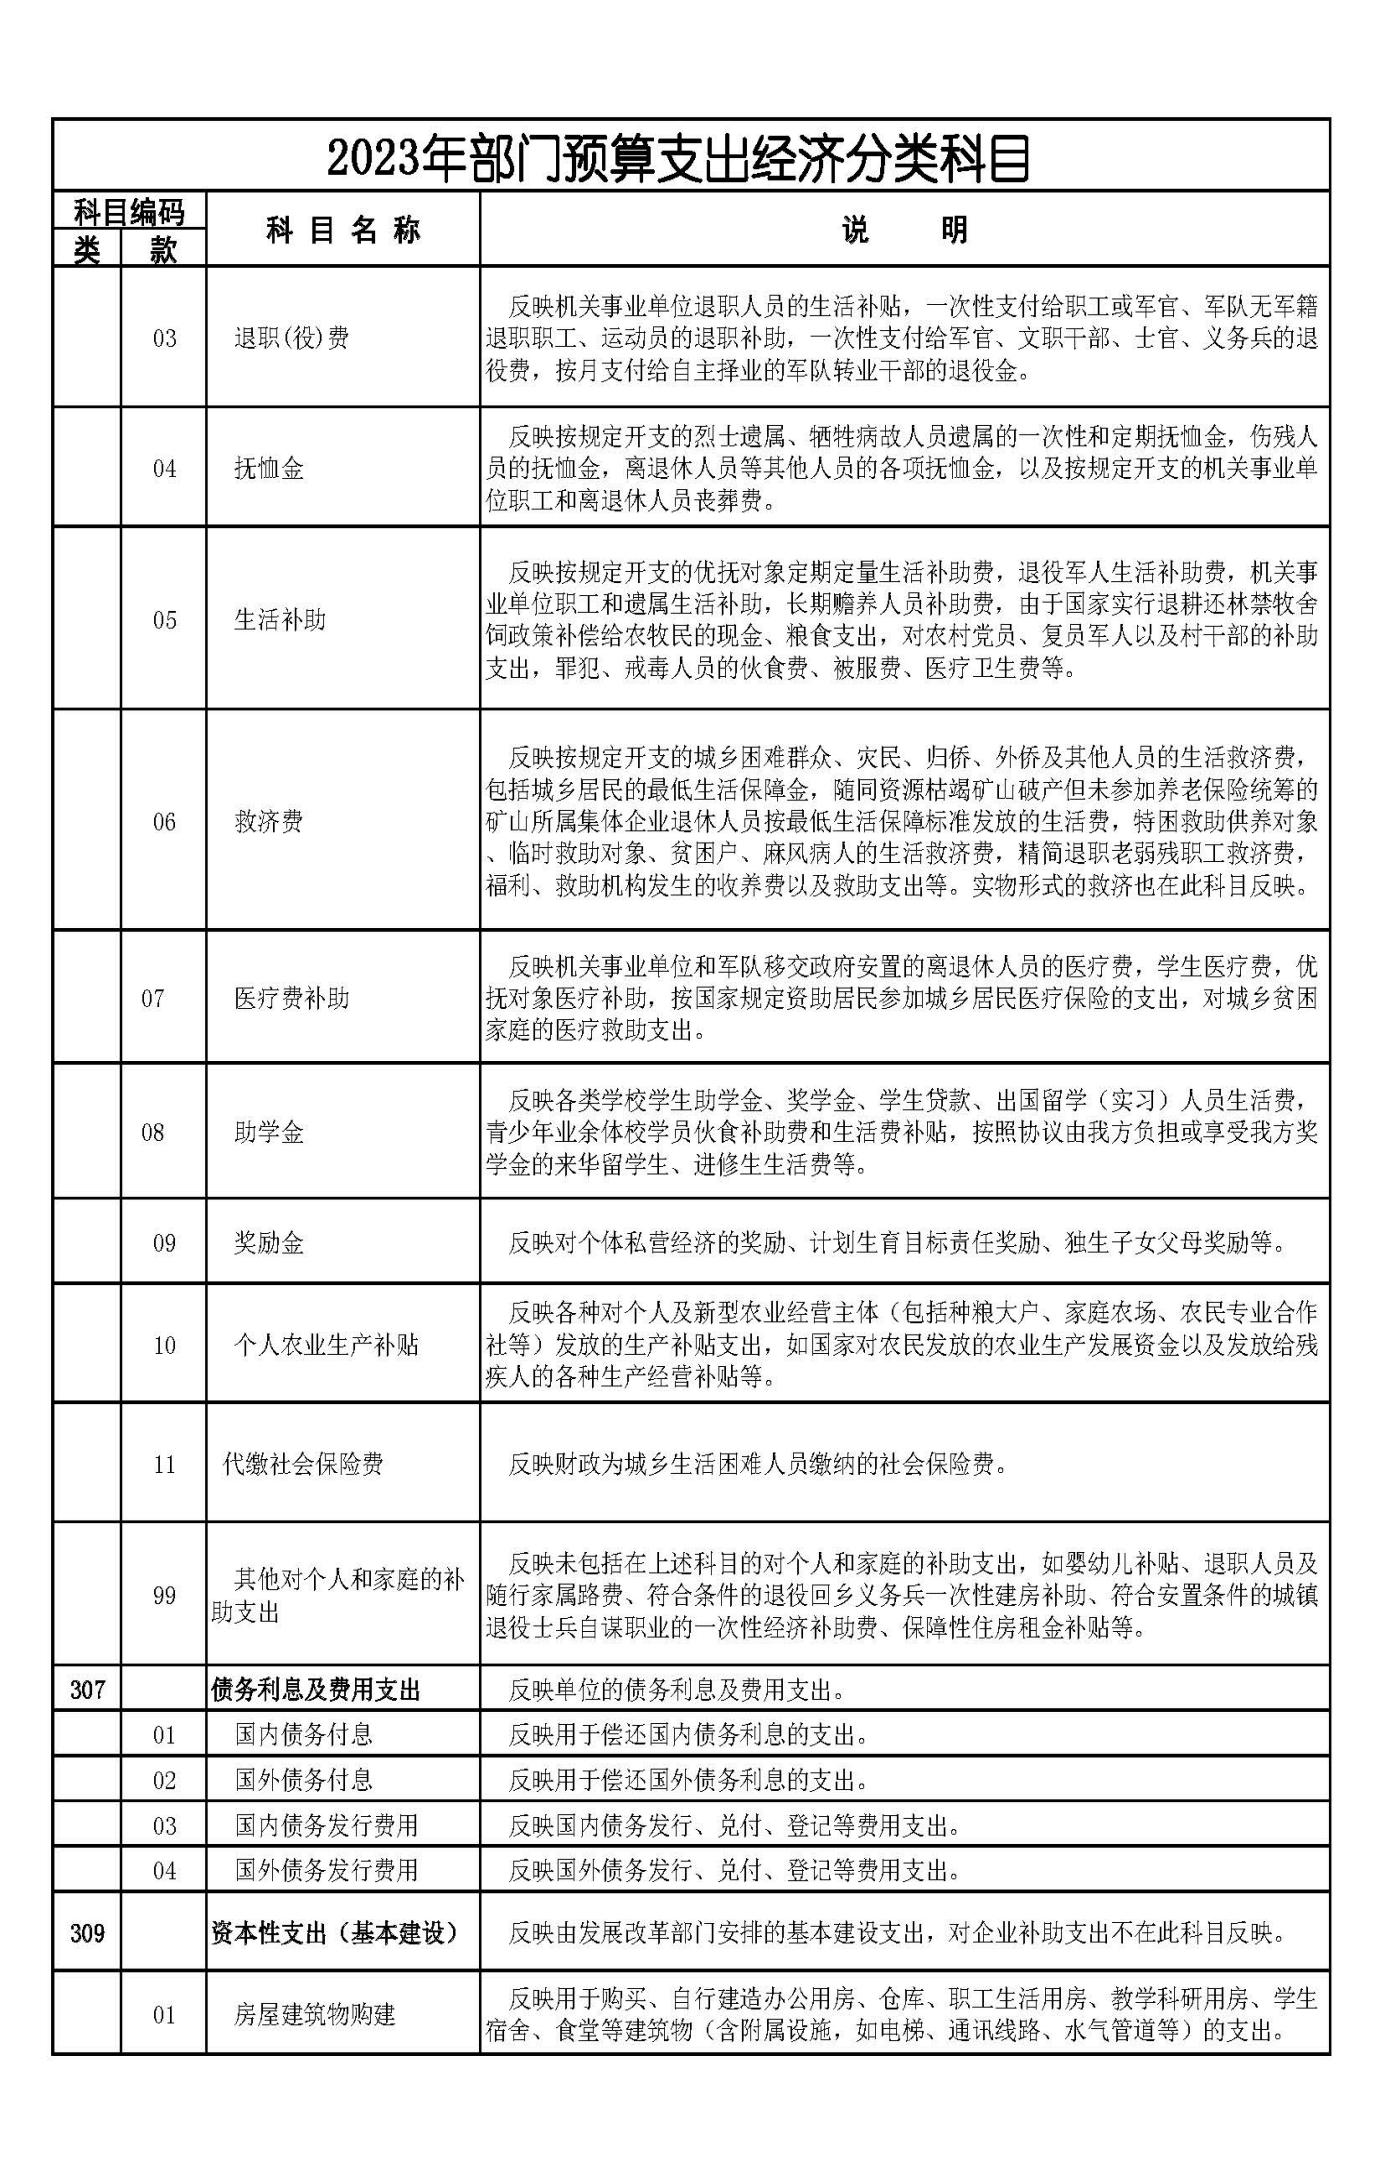 2023年部门预算支出经济分类科目
科目编码
科目名称
说 明
类
款
03
退职(役)费
反映机关事业单位退职人员的生活补贴，一次性支付给职工或军官、军队无军籍
退职职工、运动员的退职补助，一次性支付给军官、文职干部、士官、义务兵的退
役费，按月支付给自主择业的军队转业干部的退役金。
04
抚恤金
反映按规定开支的烈士遗属、牺牲病故人员遗属的一次性和定期抚恤金，伤残人
员的抚恤金，离退休人员等其他人员的各项抚恤金，以及按规定开支的机关事业单
位职工和离退休人员丧葬费。
05
生活补助
反映按规定开支的优抚对象定期定量生活补助费，退役军人生活补助费，机关事
业单位职工和遗属生活补助，长期赡养人员补助费，由于国家实行退耕还林禁牧舍
饲政策补偿给农牧民的现金、粮食支出，对农村党员、复员军人以及村干部的补助
支出，罪犯、戒毒人员的伙食费、被服费、医疗卫生费等。
06
救济费
反映按规定开支的城乡困难群众、灾民、归侨、外侨及其他人员的生活救济费，
包括城乡居民的最低生活保障金，随同资源枯竭矿山破产但未参加养老保险统筹的
矿山所属集体企业退休人员按最低生活保障标准发放的生活费，特困救助供养对象
、临时救助对象、贫困户、麻风病人的生活救济费，精简退职老弱残职工救济费，
福利、救助机构发生的收养费以及救助支出等。实物形式的救济也在此科目反映。
07
医疗费补助
反映机关事业单位和军队移交政府安置的离退休人员的医疗费，学生医疗费，优
抚对象医疗补助，按国家规定资助居民参加城乡居民医疗保险的支出，对城乡贫困
家庭的医疗救助支出。
08
助学金
反映各类学校学生助学金、奖学金、学生贷款、出国留学（实习）人员生活费，
青少年业余体校学员伙食补助费和生活费补贴，按照协议由我方负担或享受我方奖
学金的来华留学生、进修生生活费等。
09
奖励金
反映对个体私营经济的奖励、计划生育目标责任奖励、独生子女父母奖励等。
10
个人农业生产补贴
反映各种对个人及新型农业经营主体（包括种粮大户、家庭农场、农民专业合作
社等）发放的生产补贴支出，如国家对农民发放的农业生产发展资金以及发放给残
疾人的各种生产经营补贴等。
11
代缴社会保险费
反映财政为城乡生活困难人员缴纳的社会保险费。
99
其他对个人和家庭的补
助支出
反映未包括在上述科目的对个人和家庭的补助支出，如婴幼儿补贴、退职人员及
随行家属路费、符合条件的退役回乡义务兵一次性建房补助、符合安置条件的城镇
退役士兵自谋职业的一次性经济补助费、保障性住房租金补贴等。
307
债务利息及费用支出
反映单位的债务利息及费用支出。
01
国内债务付息
反映用于偿还国内债务利息的支出。
02
国外债务付息
反映用于偿还国外债务利息的支出。
03
国内债务发行费用
反映国内债务发行、兑付、登记等费用支出。
04
国外债务发行费用
反映国外债务发行、兑付、登记等费用支出。
309
资本性支出（基本建设）
反映由发展改革部门安排的基本建设支出，对企业补助支出不在此科目反映。
01
房屋建筑物购建
反映用于购买、自行建造办公用房、仓库、职工生活用房、教学科研用房、学生
宿舍、食堂等建筑物（含附属设施，如电梯、通讯线路、水气管道等）的支出。